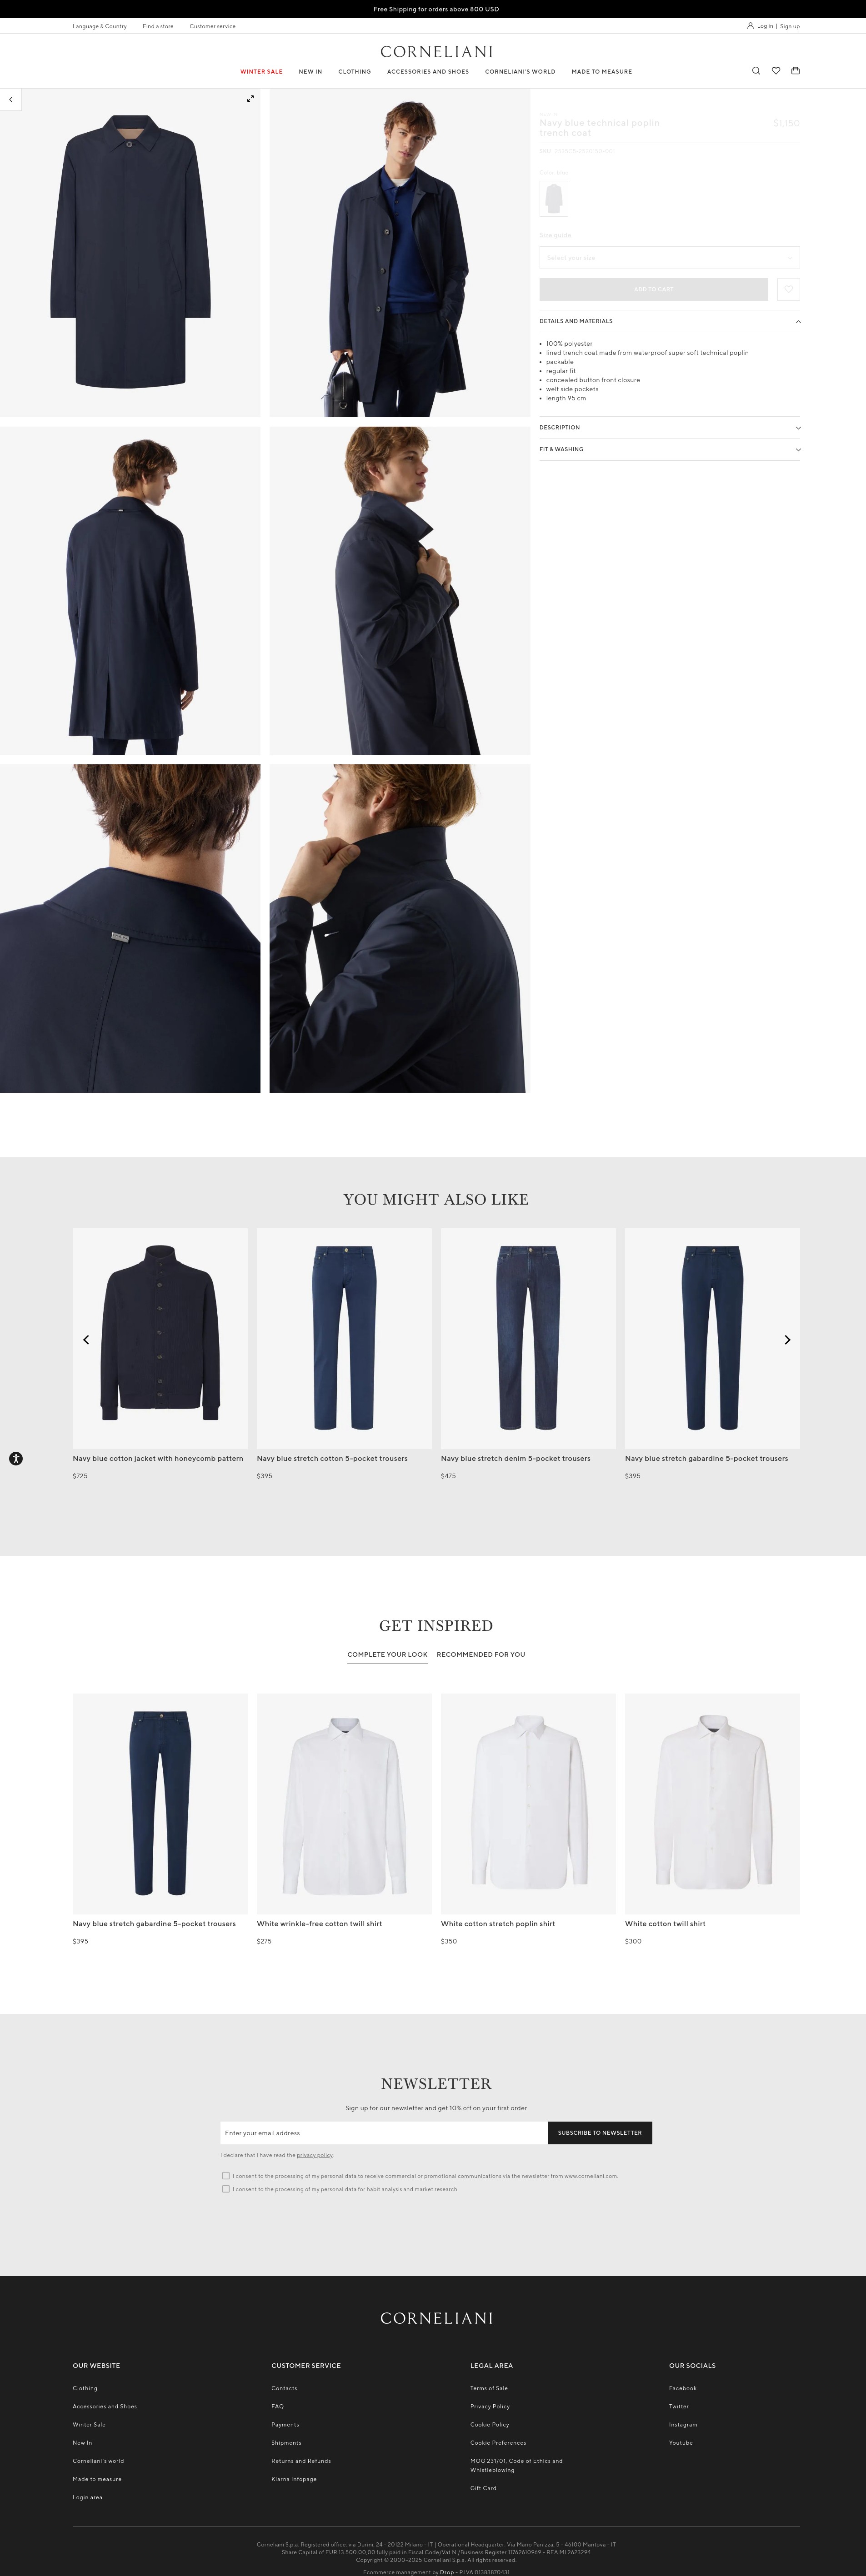 Free Shipping for orders above 800 USD
Language & Country
Find a store
Customer service
Log in | Sign up
CORNELIANI
WINTER SALE
NEW IN
CLOTHING
ACCESSORIES AND SHOES
CORNELIANI'S WORLD
MADE TO MEASURE
Navy blue technical poplin
trench coat
$1,150
Size guide
Select your size
ADD TO CART
DETAILS AND MATERIALS
• 100% polyester
• lined trench coat made from waterproof super soft technical poplin
• packable
• regular fit
• concealed button front closure
• welt side pockets
• length 95 cm
DESCRIPTION
FIT & WASHING
YOU MIGHT ALSO LIKE
Navy blue cotton jacket with honeycomb pattern
$725
Navy blue stretch cotton 5-pocket trousers
$395
Navy blue stretch denim 5-pocket trousers
$475
Navy blue stretch gabardine 5-pocket trousers
$395
GET INSPIRED
COMPLETE YOUR LOOK
RECOMMENDED FOR YOU
Navy blue stretch gabardine 5-pocket trousers
$395
White wrinkle-free cotton twill shirt
$275
White cotton stretch poplin shirt
$350
White cotton twill shirt
$300
NEWSLETTER
Sign up for our newsletter and get 10% off on your first order
Enter your email address
SUBSCRIBE TO NEWSLETTER
I declare that I have read the privacy policy.
I consent to the processing of my personal data to receive commercial or promotional communications via the newsletter from www.corneliani.com.
I consent to the processing of my personal data for habit analysis and market research.
CORNELIANI
OUR WEBSITE
Clothing
Accessories and Shoes
Winter Sale
New In
Corneliani's world
Made to measure
Login area
CUSTOMER SERVICE
Contacts
FAQ
Payments
Shipments
Returns and Refunds
Klarna Infopage
LEGAL AREA
Terms of Sale
Privacy Policy
Cookie Policy
Cookie Preferences
MOG 231/01, Code of Ethics and
Whistleblowing
Gift Card
OUR SOCIALS
Facebook
Twitter
Instagram
Youtube
Corneliani S.p.a. Registered office: via Durini, 24 - 20122 Milano - IT | Operational Headquarter: Via Mario Panizza, 5 - 46100 Mantova - IT
Share Capital of EUR 13.500.00,00 fully paid in Fiscal Code/Vat N./Business Register 11762610969 - REA MI 2623294
Copyright © 2000-2025 Corneliani S.p.a. All rights reserved.
Ecommerce management by Drop - P.IVA 01383870431